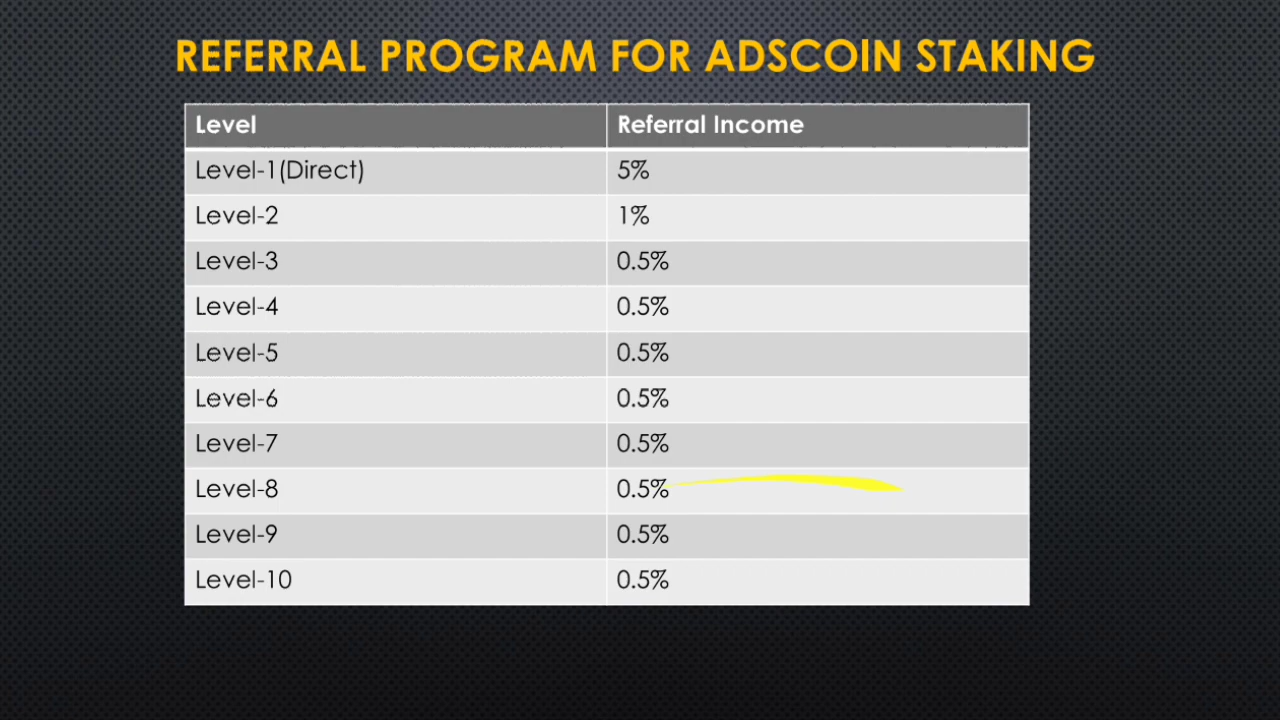 REFERRAL PROGRAM FOR ADSCOIN STAKING
Level Referral Income
Level-1(Direct) 5%
Level-2 1%
Level-3 0.5%
Level-4 0.5%
Level-5 0.5%
Level-6 0.5%
Level-7 0.5%
Level-8 0.5%
Level-9 0.5%
Level-10 0.5%